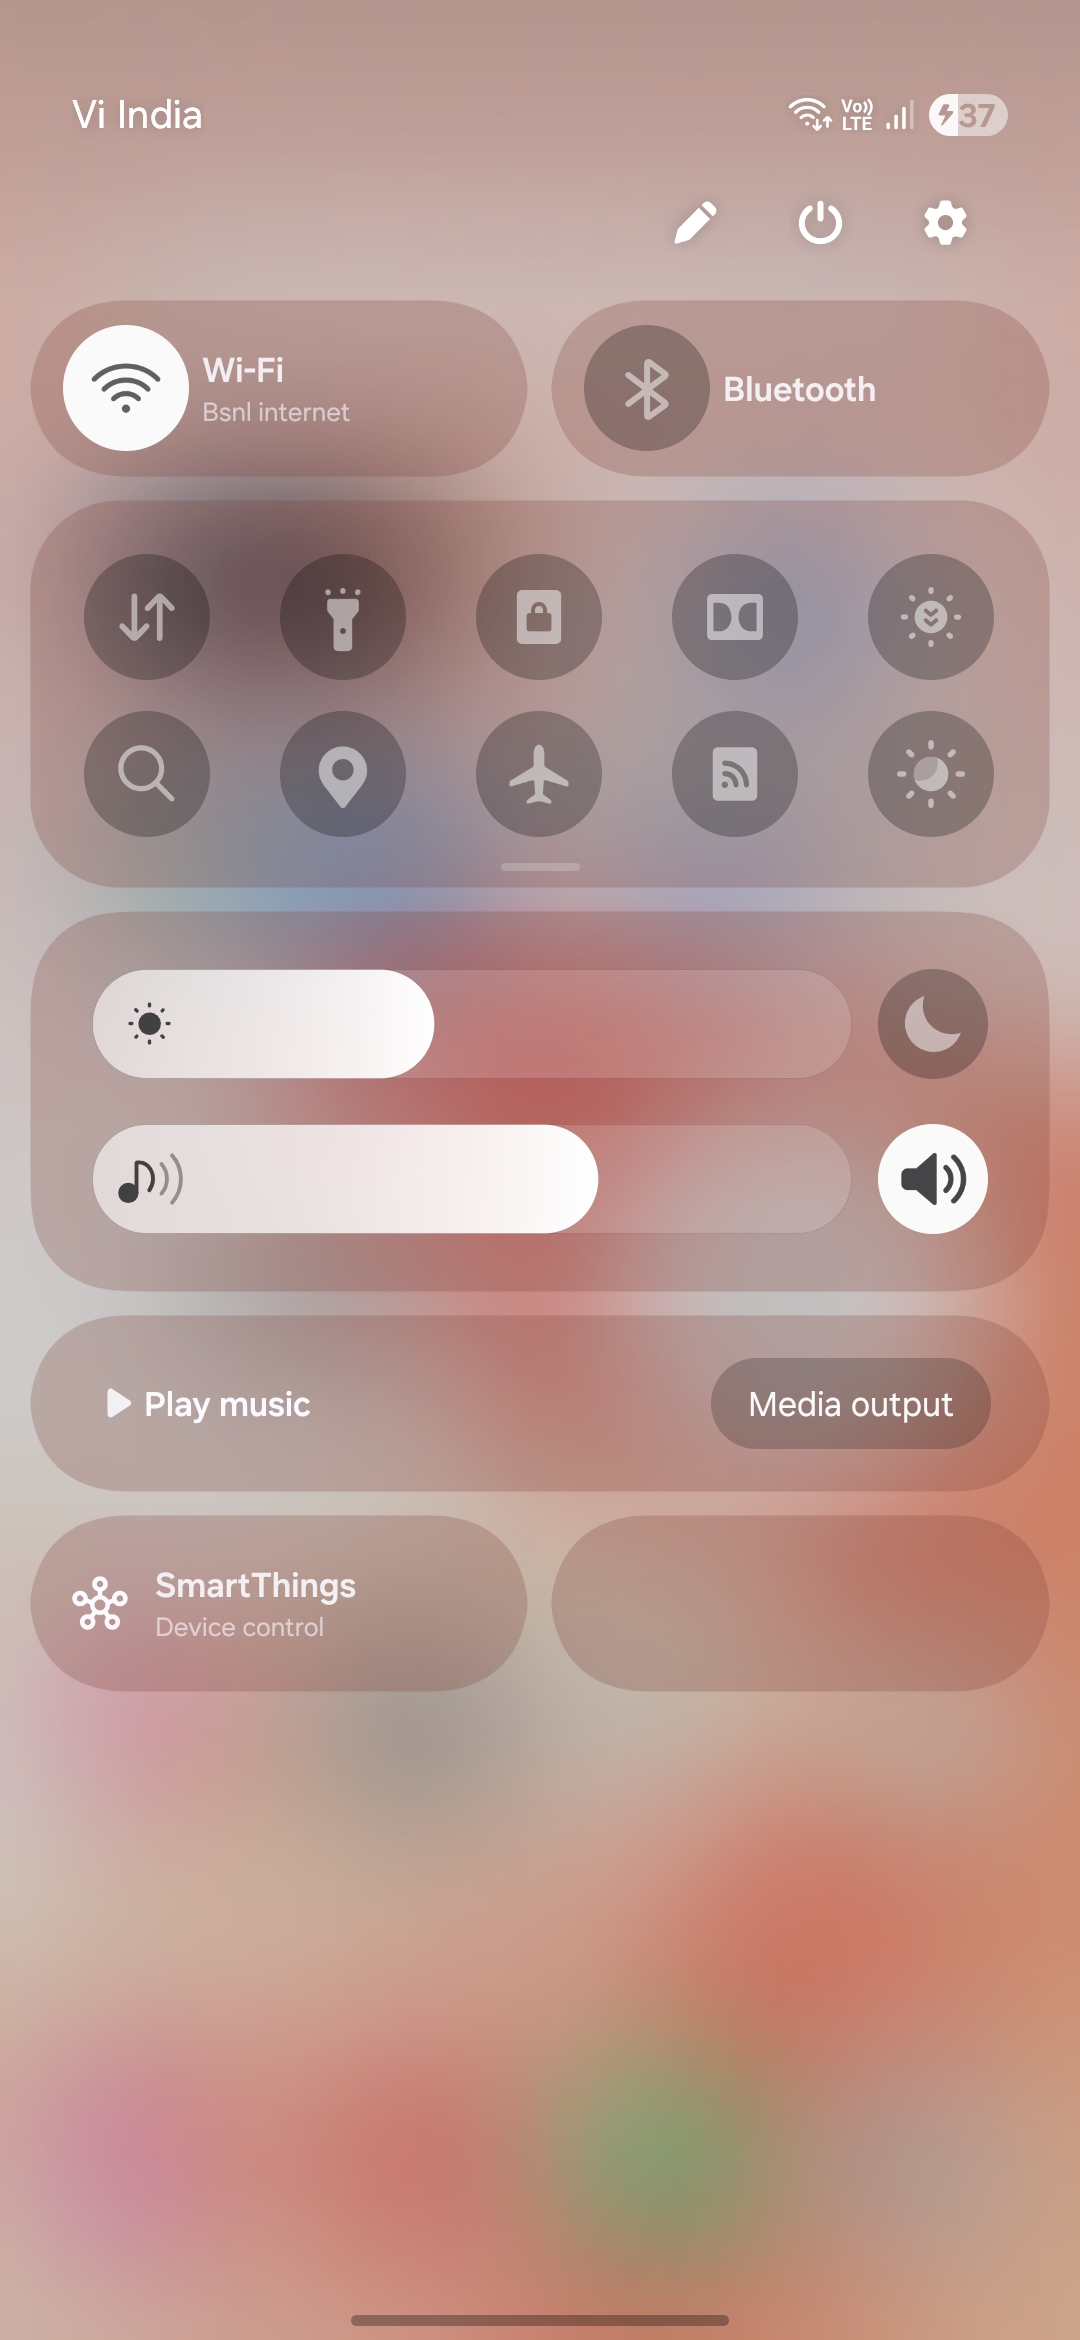 Vi India
Vo))
LTE
37
Wi-Fi
Bsnl internet
Bluetooth
Play music
Media output
SmartThings
Device control